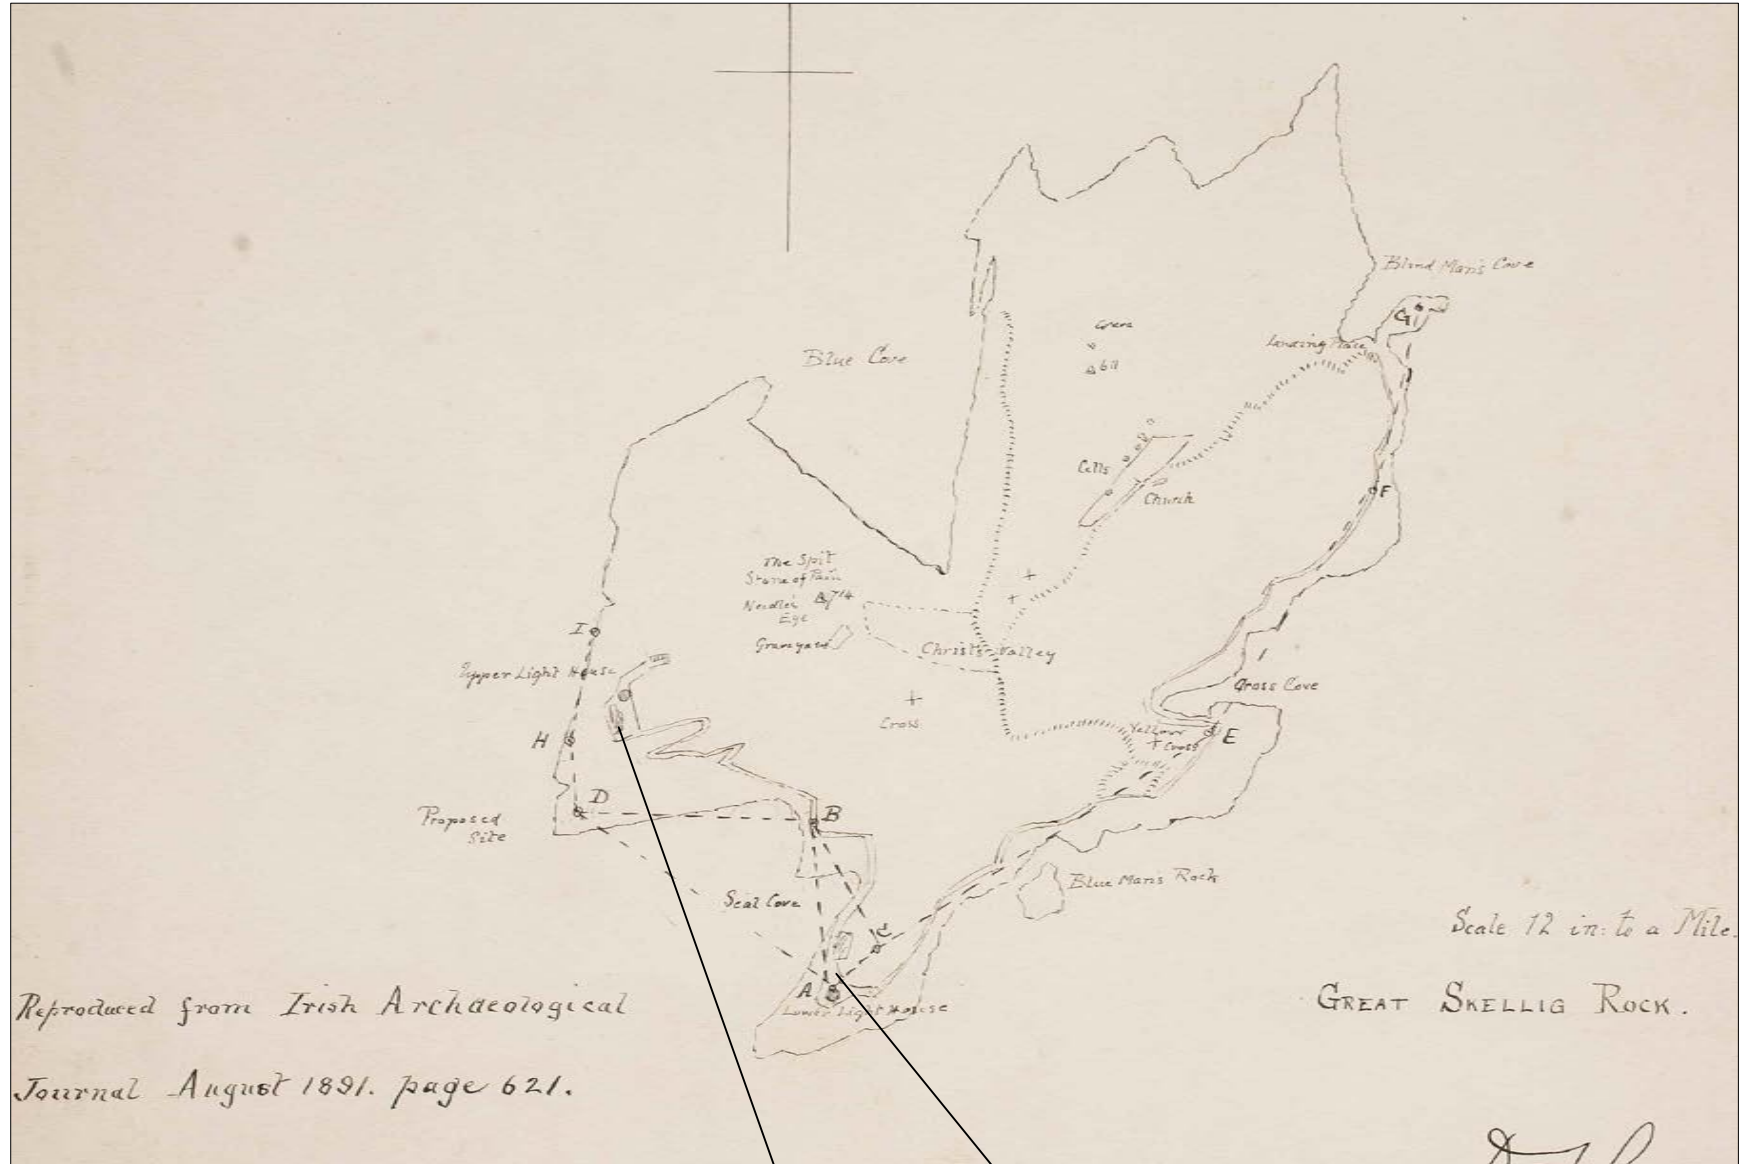 Blind Man's Cove
G
Landing Place
Blue Cove
611
Cells
Church
F
The Spit
Stone of Pain
Needle's
Eye
714
Graveyard
Christ's Valley
I
Upper Light House
Cross Cove
Cross
Yellow
Cross
E
H
D
Proposed
Site
B
Blue Man's Rock
Seal Cove
C
Scale 12 in: to a Mile.
A
Lower Light House
Reproduced from Irish Archaeological
Journal August 1891. page 621.
GREAT SKELLIG ROCK.